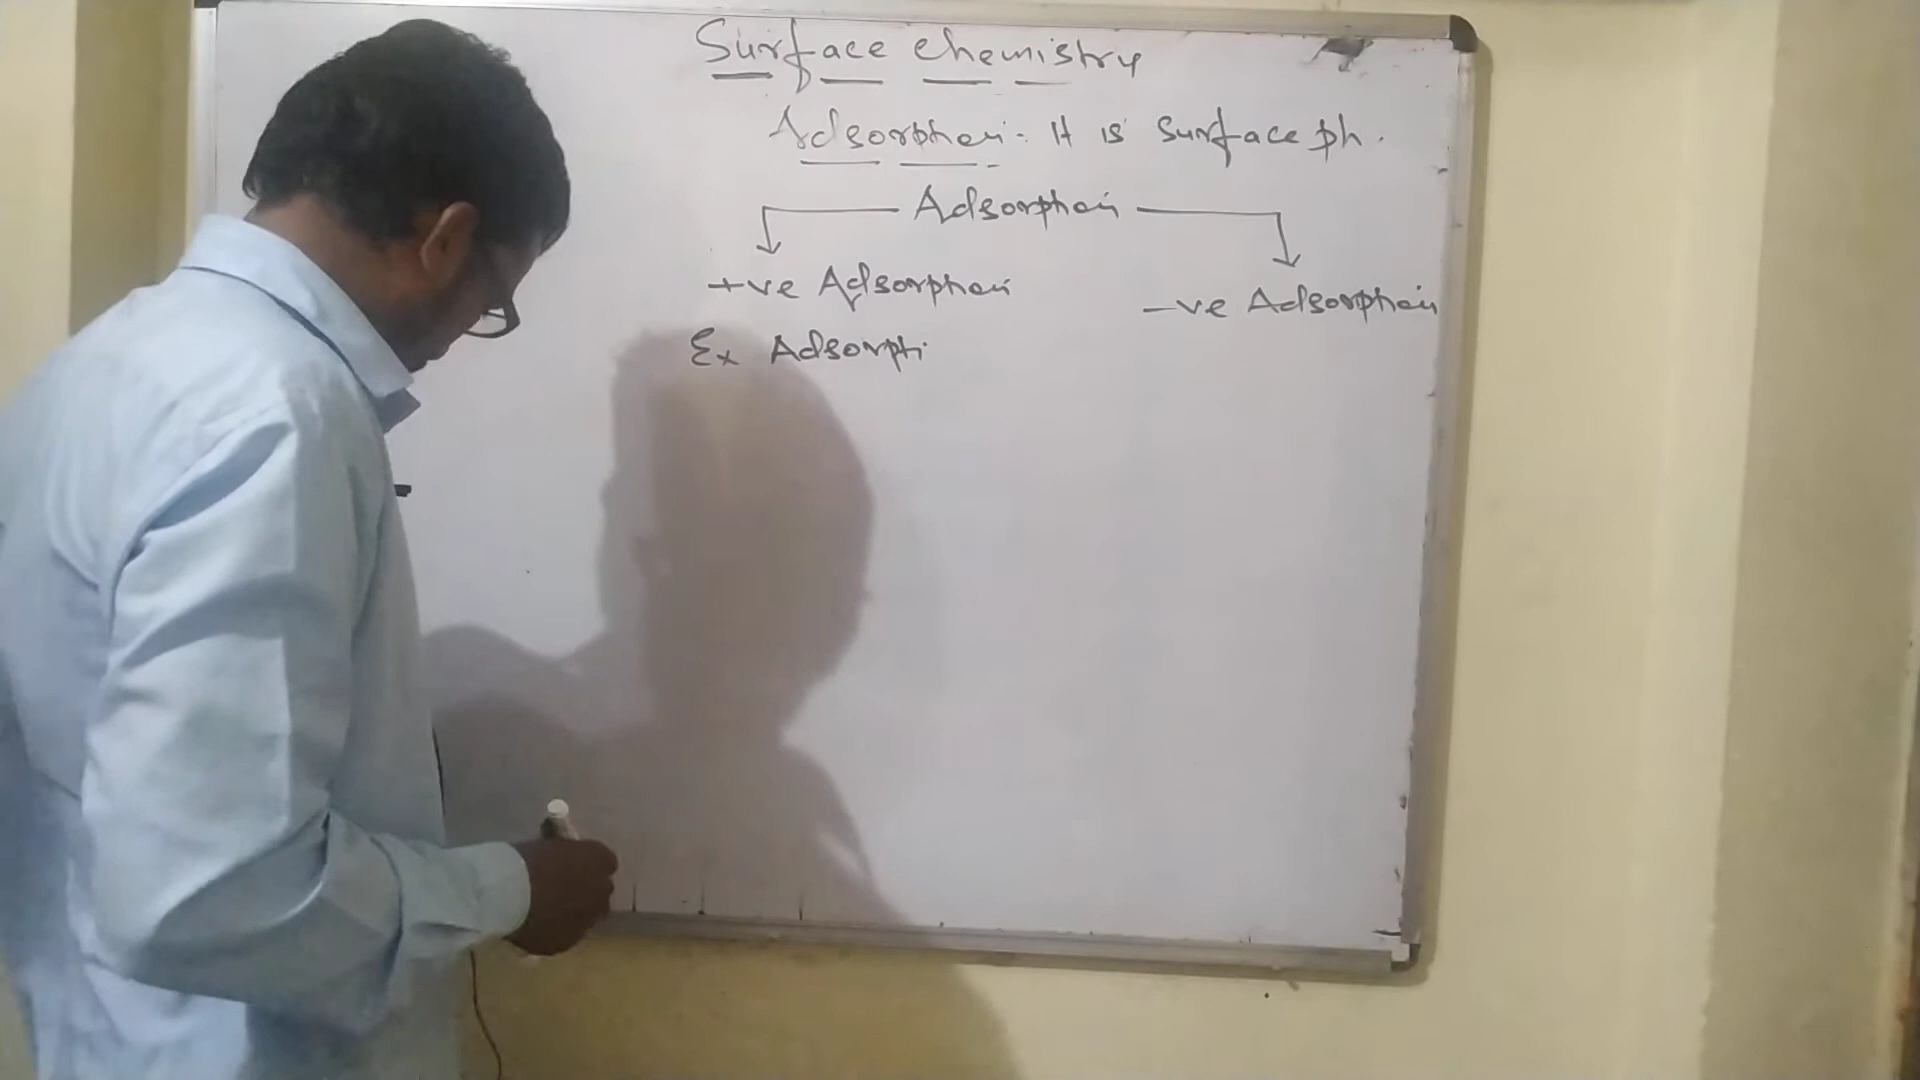 Surface chemistry
Adsorption:- It is surface ph.
Adsorption
+ve Adsorption
-ve Adsorption
Ex Adsorpti